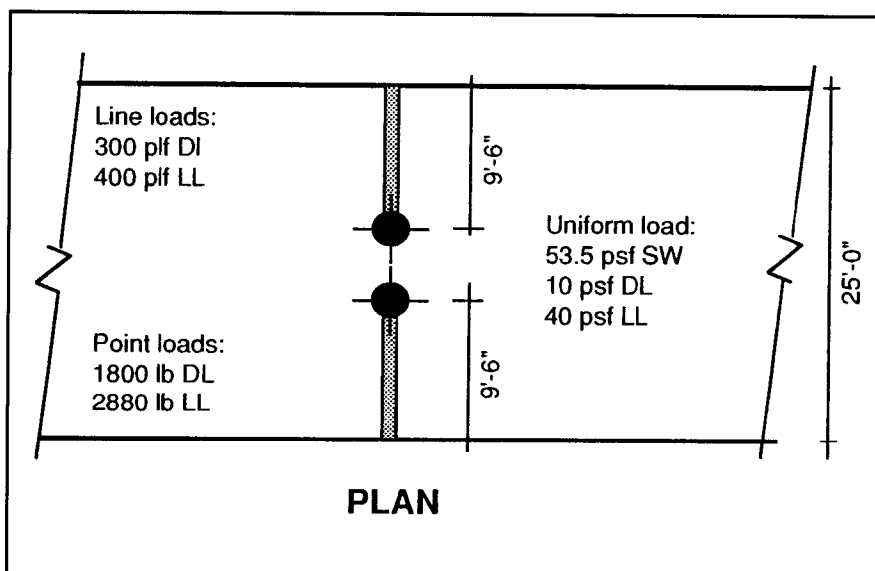 Line loads:
300 plf Dl
400 plf LL
9'-6"
Uniform load:
53.5 psf SW
10 psf DL
40 psf LL
25'-0"
Point loads:
1800 lb DL
2880 lb LL
9'-6"
PLAN